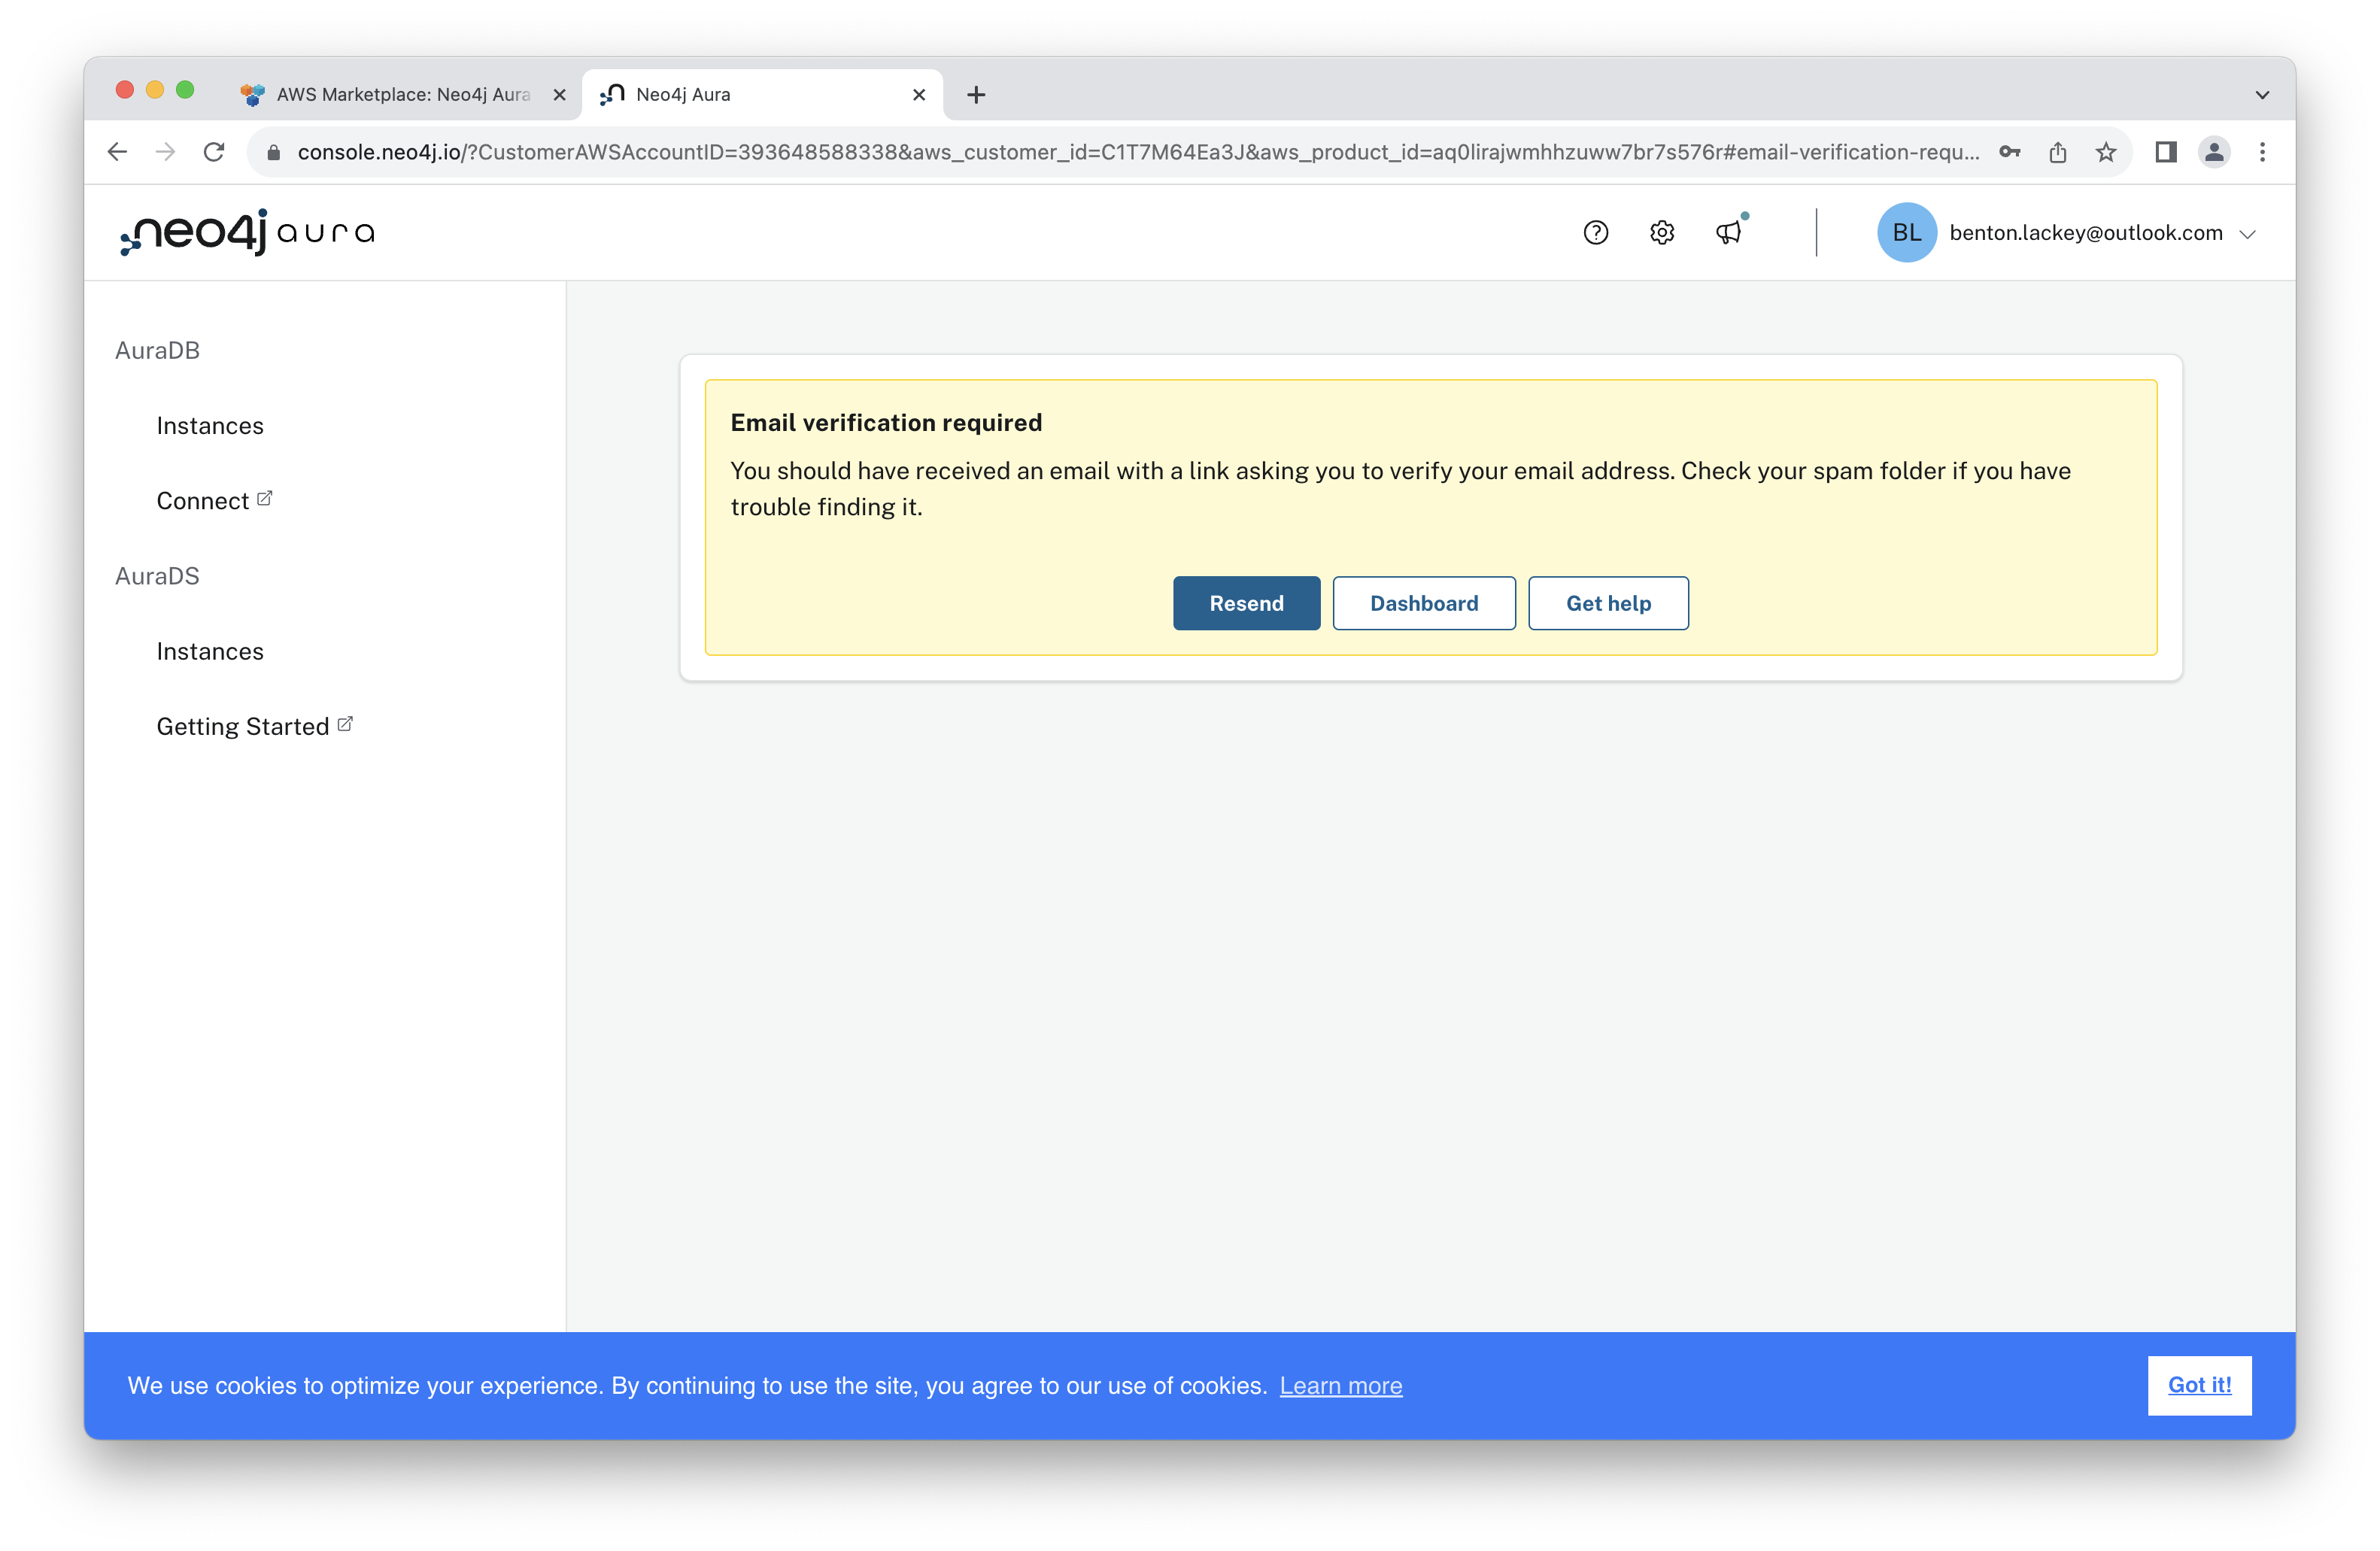 AWS Marketplace: Neo4j Aura
Neo4j Aura
console.neo4j.io/?CustomerAWSAccountID=393648588338&aws_customer_id=C1T7M64Ea3J&aws_product_id=aq0lirajwmhhzuww7br7s576r#email-verification-requ...
neo4j aura
BL benton.lackey@outlook.com
AuraDB
Instances
Connect
AuraDS
Instances
Getting Started
Email verification required
You should have received an email with a link asking you to verify your email address. Check your spam folder if you have
trouble finding it.
Resend Dashboard Get help
We use cookies to optimize your experience. By continuing to use the site, you agree to our use of cookies. Learn more
Got it!